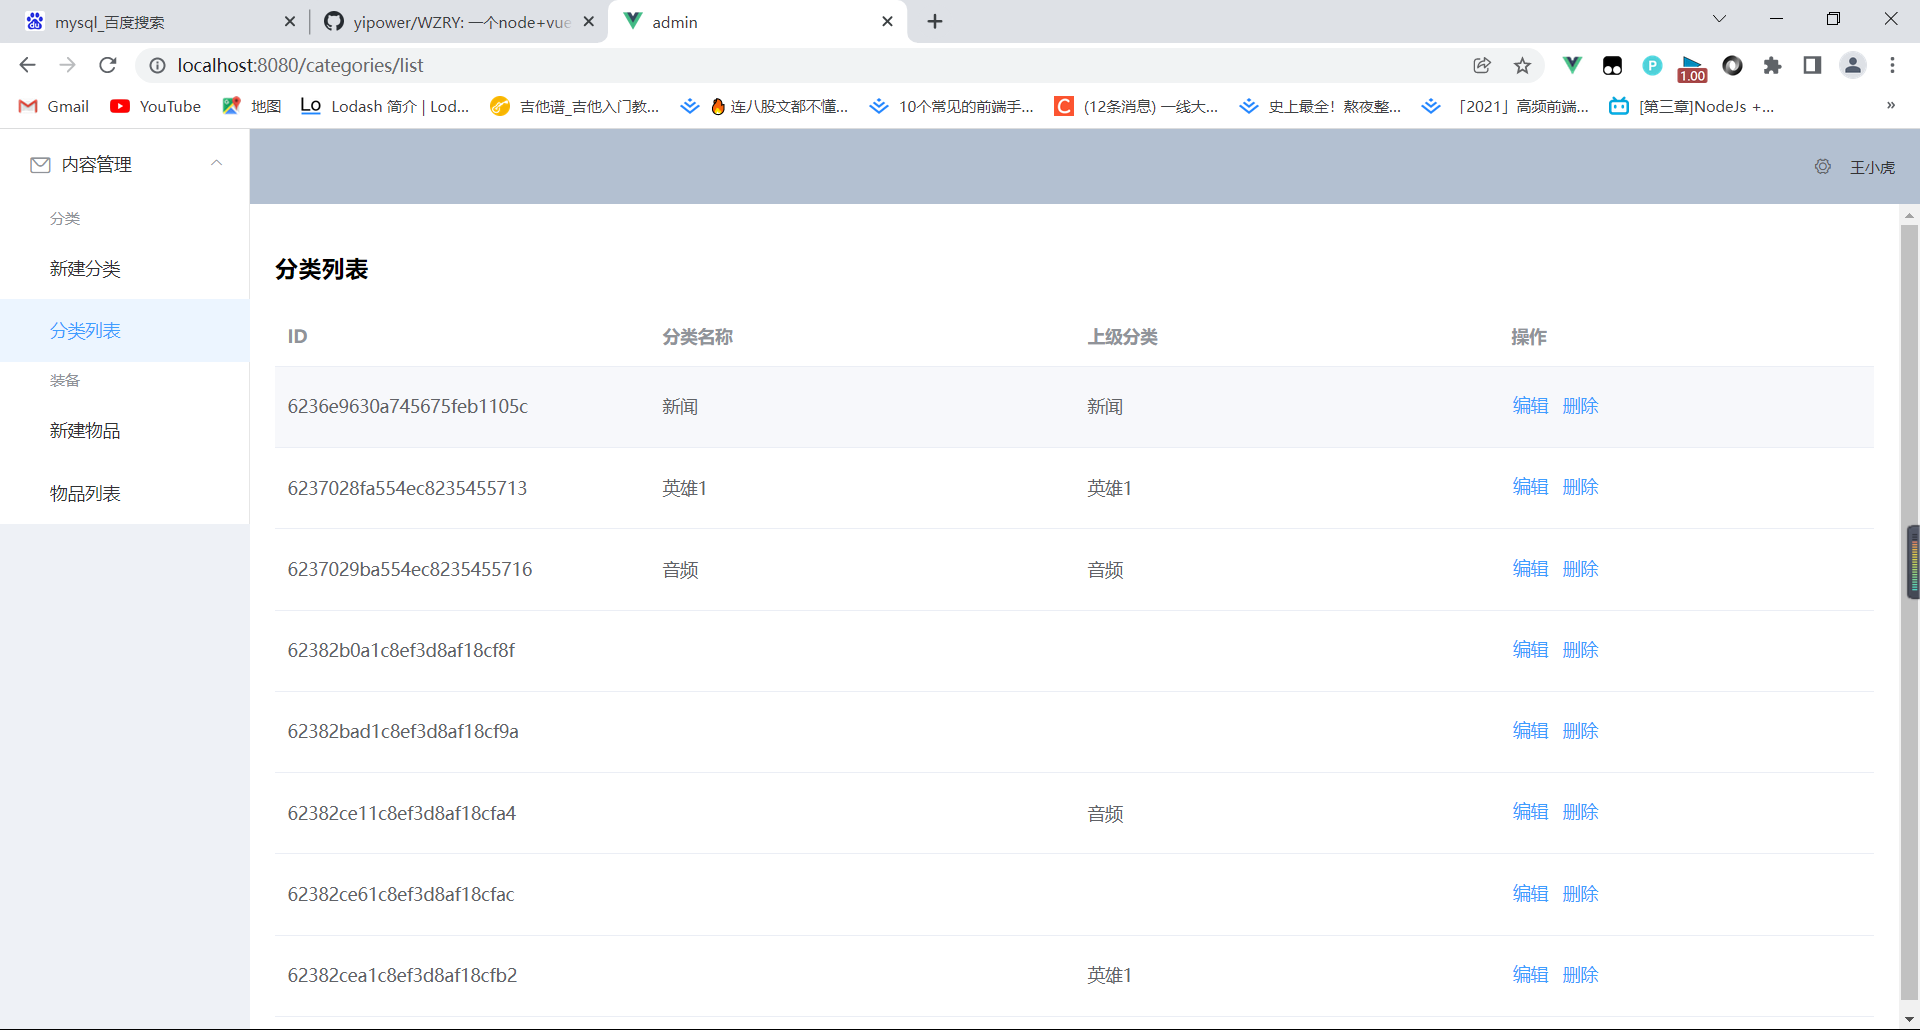 mysql_百度搜索
yipower/WZRY: 一个node+vue
admin
localhost:8080/categories/list
1.00
Gmail
YouTube
地图
Lo
Lodash 简介 | Lod...
吉他谱_吉他入门教...
连八股文都不懂...
10个常见的前端手...
C
(12条消息) 一线大...
史上最全！熬夜整...
「2021」高频前端...
[第三章]NodeJs +...
»
内容管理
王小虎
分类
新建分类
分类列表
装备
新建物品
物品列表
分类列表
ID 分类名称 上级分类 操作
6236e9630a745675feb1105c 新闻 新闻 编辑 删除
6237028fa554ec8235455713 英雄1 英雄1 编辑 删除
6237029ba554ec8235455716 音频 音频 编辑 删除
62382b0a1c8ef3d8af18cf8f 编辑 删除
62382bad1c8ef3d8af18cf9a 编辑 删除
62382ce11c8ef3d8af18cfa4 音频 编辑 删除
62382ce61c8ef3d8af18cfac 编辑 删除
62382cea1c8ef3d8af18cfb2 英雄1 编辑 删除